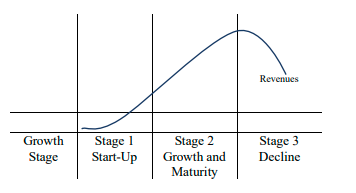 Revenues
Growth Stage 1 Stage 2 Stage 3
Stage Start-Up Growth and Decline
Maturity